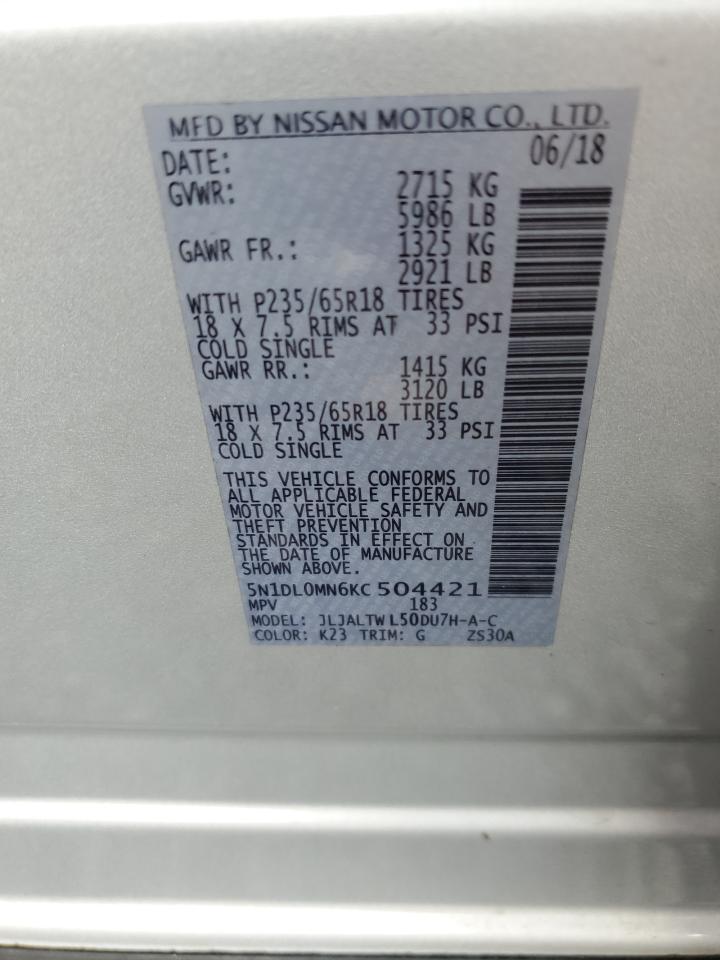 MFD BY NISSAN MOTOR CO., LTD.
DATE: 06/18
GVWR: 2715 KG
5986 LB
GAWR FR.: 1325 KG
2921 LB
WITH P235/65R18 TIRES
18 X 7.5 RIMS AT 33 PSI
COLD SINGLE
GAWR RR.: 1415 KG
3120 LB
WITH P235/65R18 TIRES
18 X 7.5 RIMS AT 33 PSI
COLD SINGLE
THIS VEHICLE CONFORMS TO
ALL APPLICABLE FEDERAL
MOTOR VEHICLE SAFETY AND
THEFT PREVENTION
STANDARDS IN EFFECT ON
THE DATE OF MANUFACTURE
SHOWN ABOVE.
5N1DL0MN6KC504421
MPV 183
MODEL: JLJALTWL50DU7H-A-C
COLOR: K23 TRIM: G ZS30A